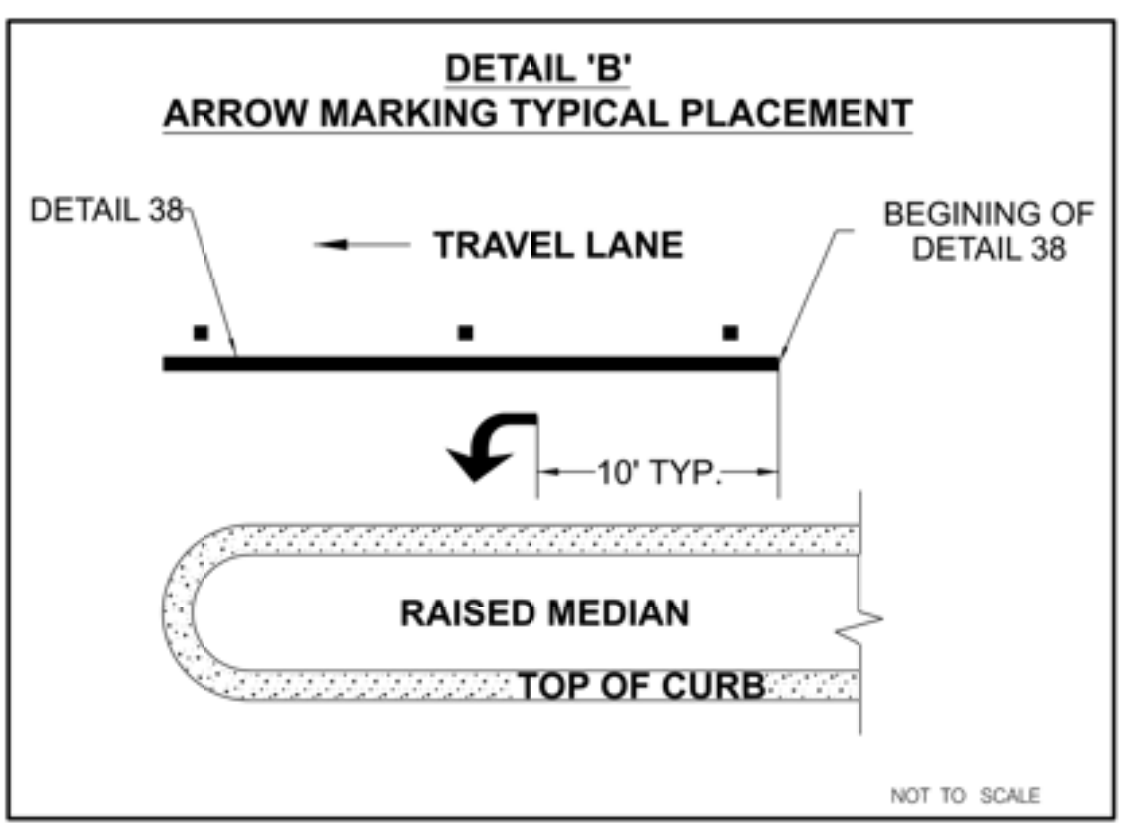 DETAIL 'B'
ARROW MARKING TYPICAL PLACEMENT
DETAIL 38
TRAVEL LANE
BEGINING OF
DETAIL 38
10' TYP.
RAISED MEDIAN
TOP OF CURB
NOT TO SCALE